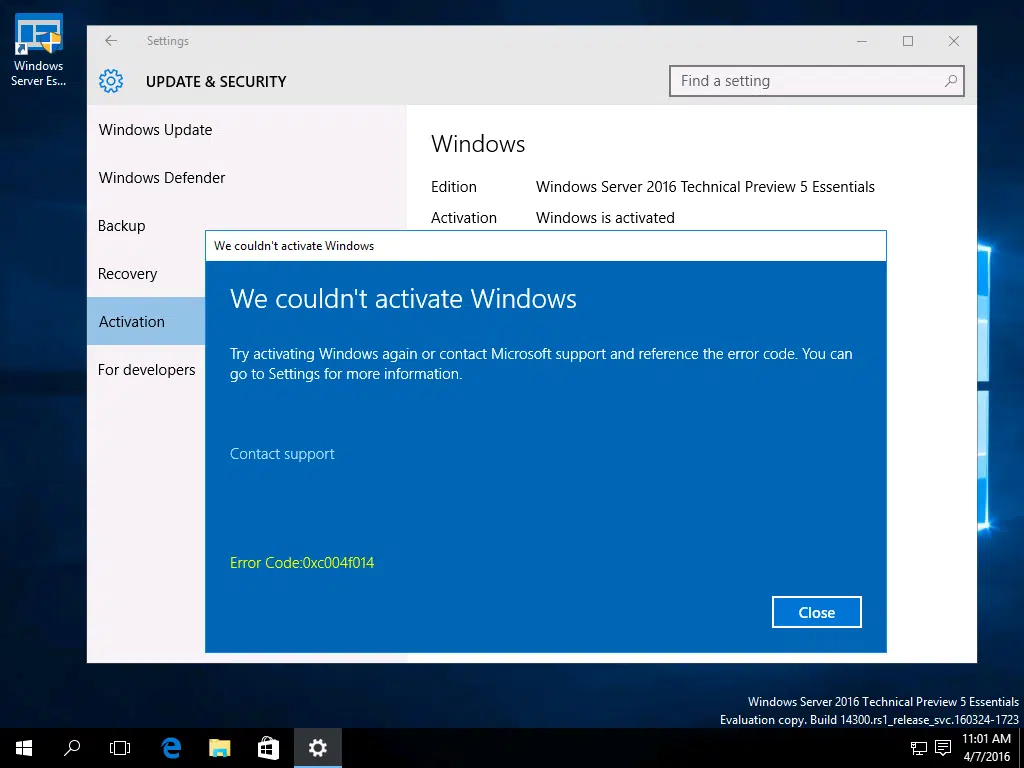 Windows
Server Es...
Settings
UPDATE & SECURITY
Find a setting
Windows Update
Windows Defender
Backup
Recovery
Activation
For developers
Windows
Edition Windows Server 2016 Technical Preview 5 Essentials
Activation Windows is activated
We couldn't activate Windows
We couldn't activate Windows
Try activating Windows again or contact Microsoft support and reference the error code. You can
go to Settings for more information.
Contact support
Error Code:0xc004f014
Close
Windows Server 2016 Technical Preview 5 Essentials
Evaluation copy. Build 14300.rs1_release_svc.160324-1723
11:01 AM
4/7/2016